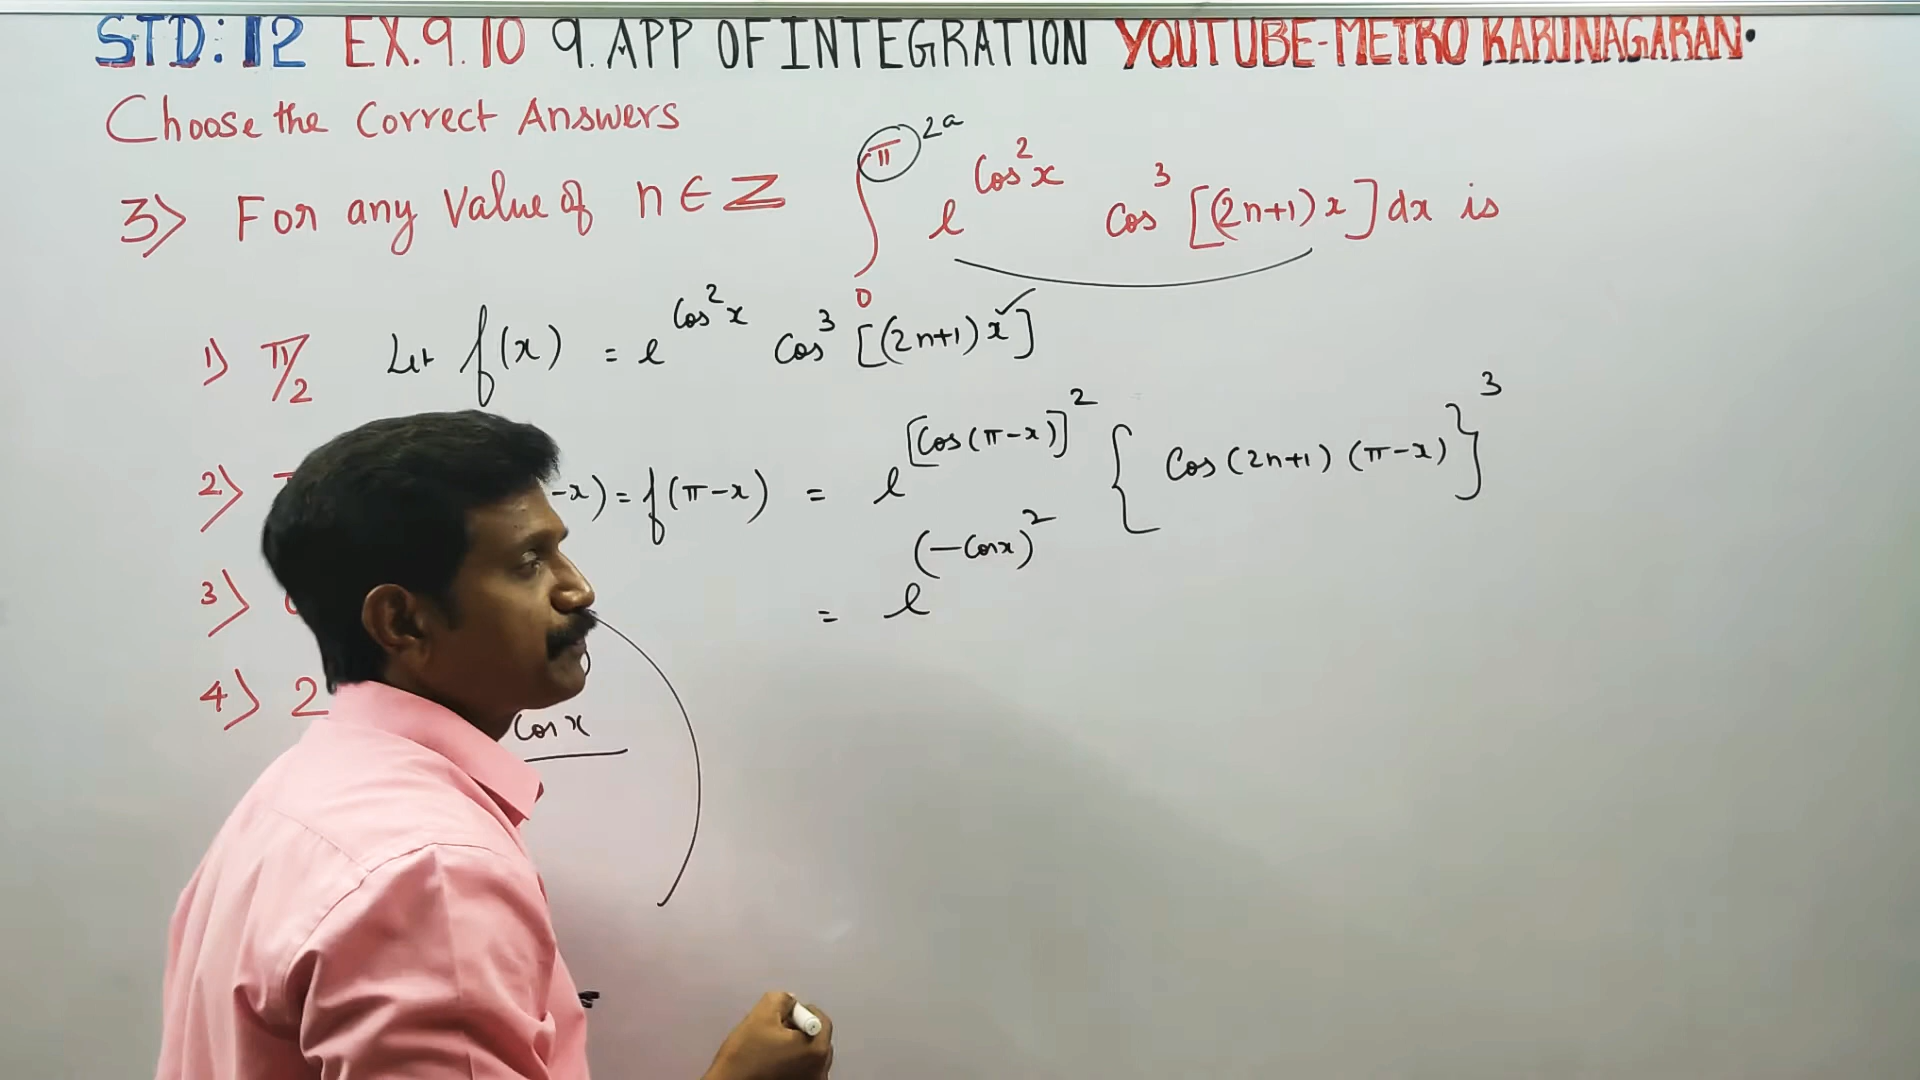 STD: 12 EX.9.10 9. APP OF INTEGRATION YOUTUBE-METRO KARUNAGARAN.
Choose the Correct Answers
3) For any Value of n ∈ Z ∫₀^π e^(Cos²x) Cos³ [(2n+1)x] dx is
2a
1) π/2 Let f(x) = e^(Cos²x) Cos³ [(2n+1)x]
2) -x) = f(π-x) = e^([Cos(π-x)]²) { Cos (2n+1) (π-x) }³
3) = e^((-Cosx)²)
4) 2
Cos x